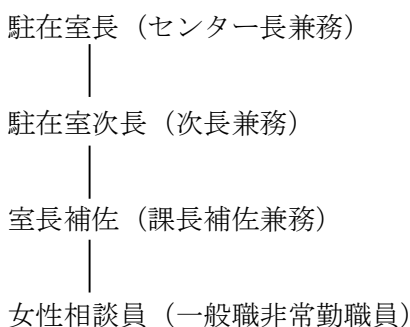 駐在室長（センター長兼務）
駐在室次長（次長兼務）
室長補佐（課長補佐兼務）
女性相談員（一般職非常勤職員）